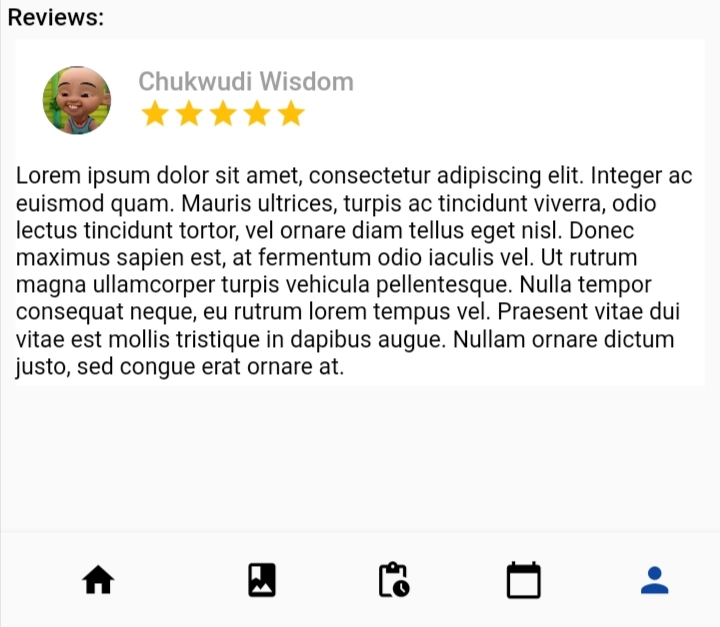 Reviews:
Chukwudi Wisdom
Lorem ipsum dolor sit amet, consectetur adipiscing elit. Integer ac
euismod quam. Mauris ultrices, turpis ac tincidunt viverra, odio
lectus tincidunt tortor, vel ornare diam tellus eget nisl. Donec
maximus sapien est, at fermentum odio iaculis vel. Ut rutrum
magna ullamcorper turpis vehicula pellentesque. Nulla tempor
consequat neque, eu rutrum lorem tempus vel. Praesent vitae dui
vitae est mollis tristique in dapibus augue. Nullam ornare dictum
justo, sed congue erat ornare at.